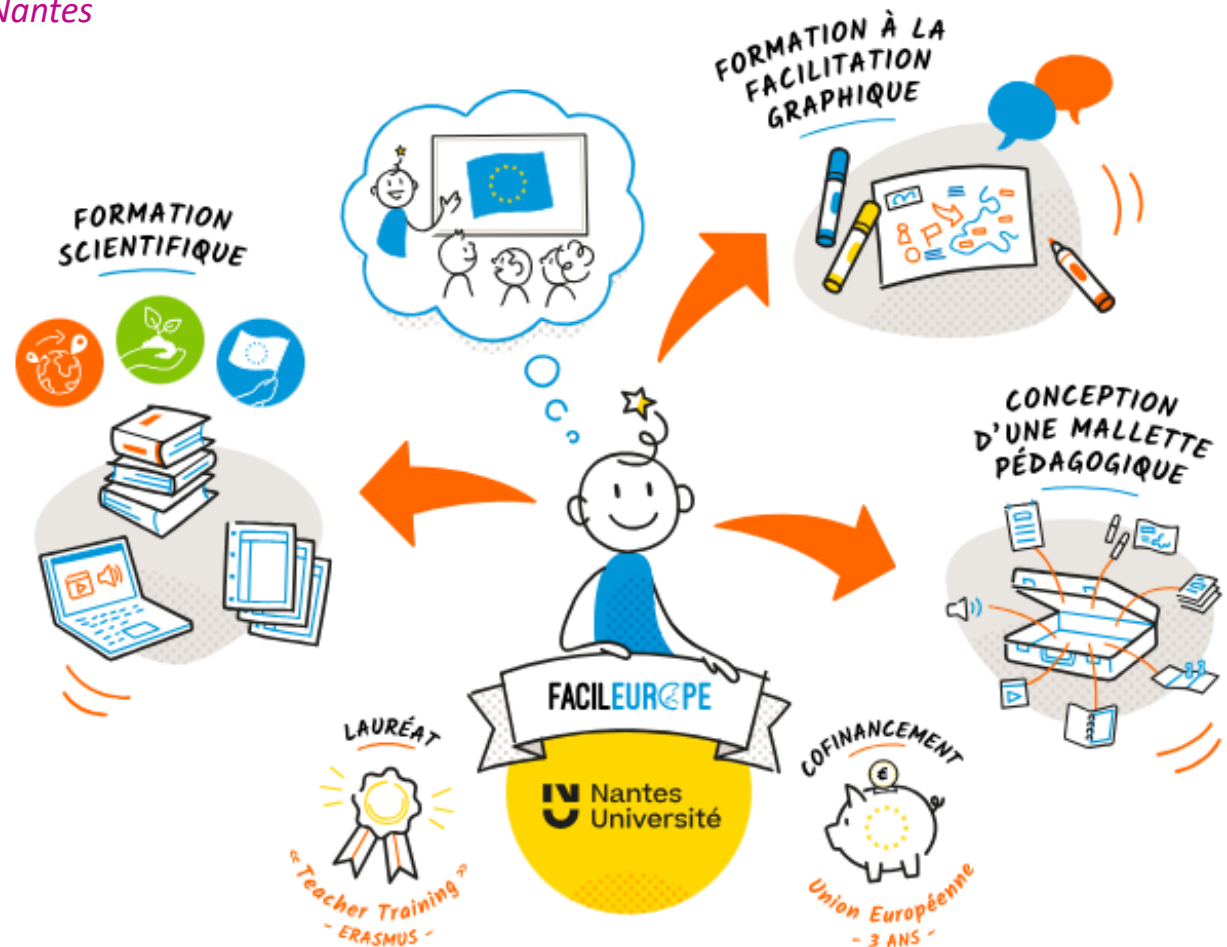 Nantes
FORMATION À LA
FACILITATION
GRAPHIQUE
FORMATION
SCIENTIFIQUE
CONCEPTION
D'UNE MALLETTE
PÉDAGOGIQUE
FACILEUROPE
LAURÉAT
« Teacher Training »
- ERASMUS -
Nantes
Université
COFINANCEMENT
€
Union Européenne
- 3 ANS -